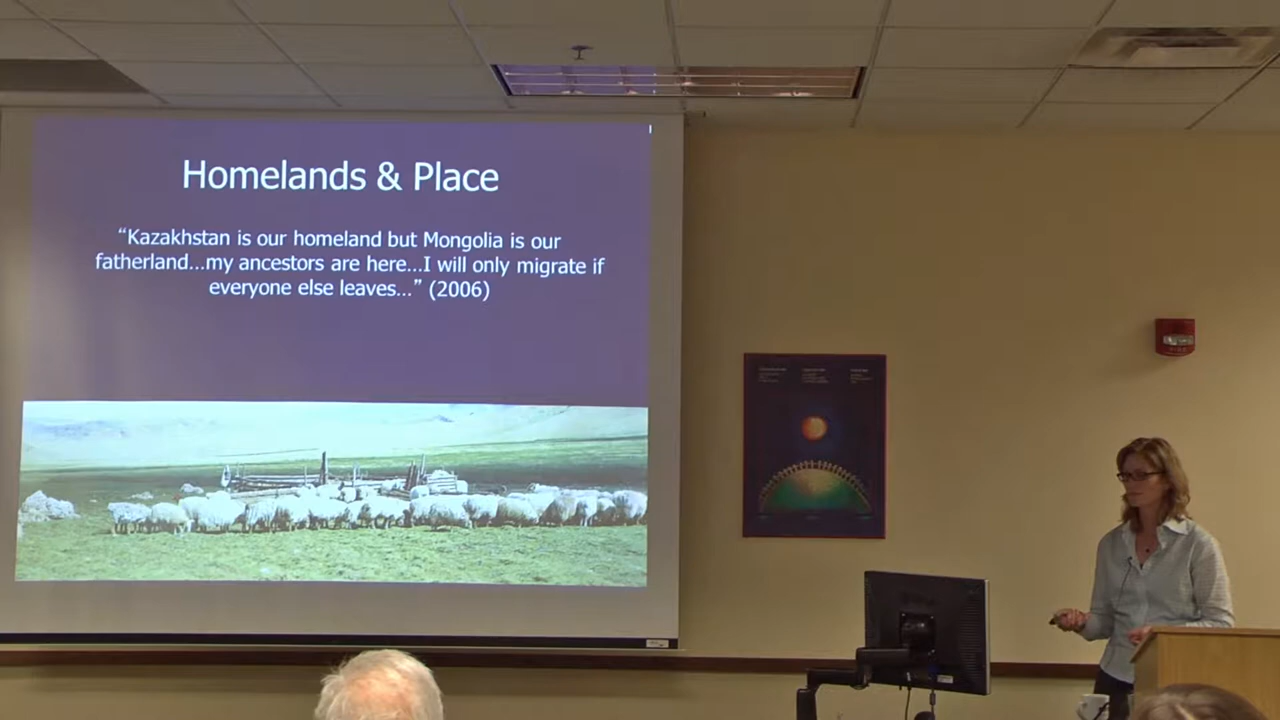 Homelands & Place
“Kazakhstan is our homeland but Mongolia is our
fatherland...my ancestors are here...I will only migrate if
everyone else leaves...” (2006)